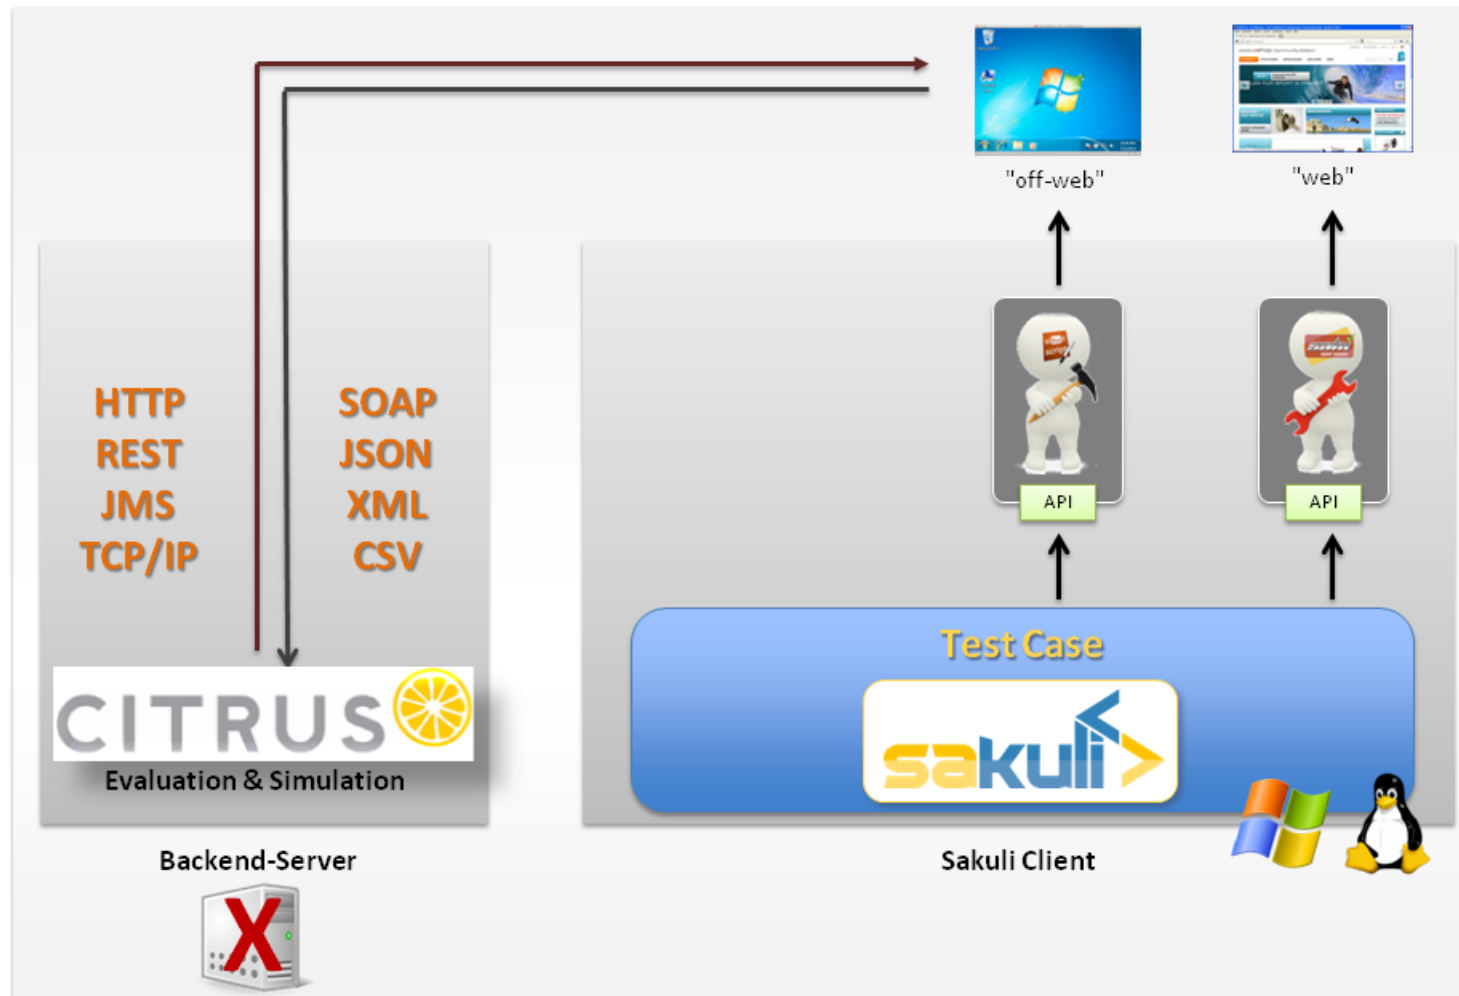 "off-web"
"web"
HTTP
REST
JMS
TCP/IP
SOAP
JSON
XML
CSV
API
API
Test Case
sakuli
CITRUS
Evaluation & Simulation
Backend-Server
Sakuli Client
X